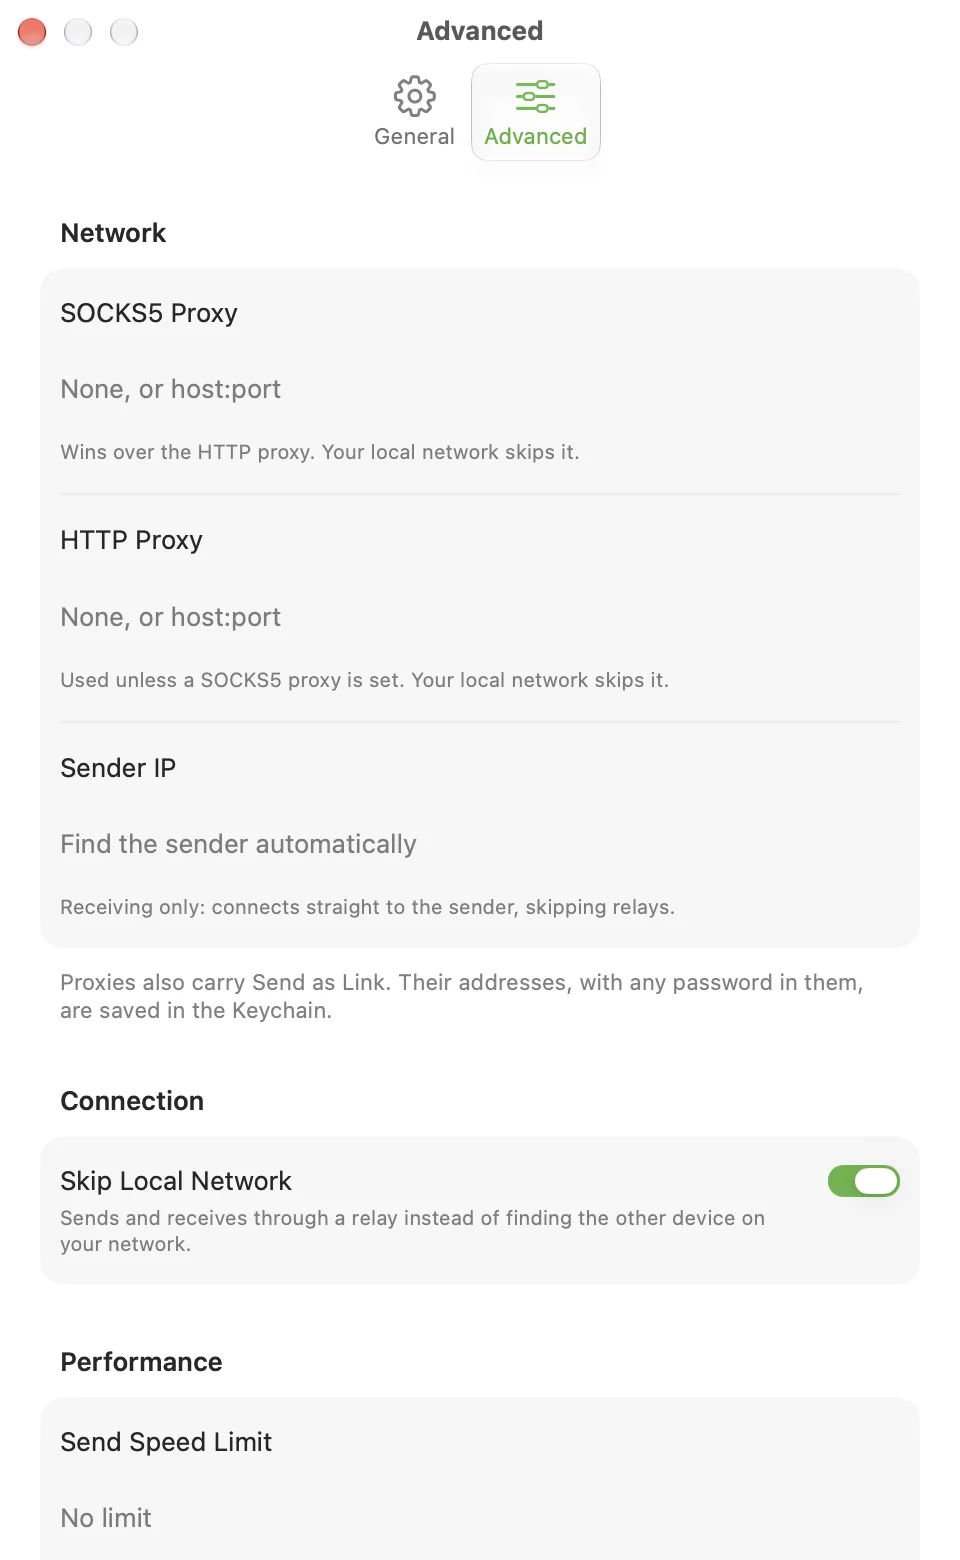 Advanced
General
Advanced
Network
SOCKS5 Proxy
None, or host:port
Wins over the HTTP proxy. Your local network skips it.
HTTP Proxy
None, or host:port
Used unless a SOCKS5 proxy is set. Your local network skips it.
Sender IP
Find the sender automatically
Receiving only: connects straight to the sender, skipping relays.
Proxies also carry Send as Link. Their addresses, with any password in them,
are saved in the Keychain.
Connection
Skip Local Network
Sends and receives through a relay instead of finding the other device on
your network.
Performance
Send Speed Limit
No limit